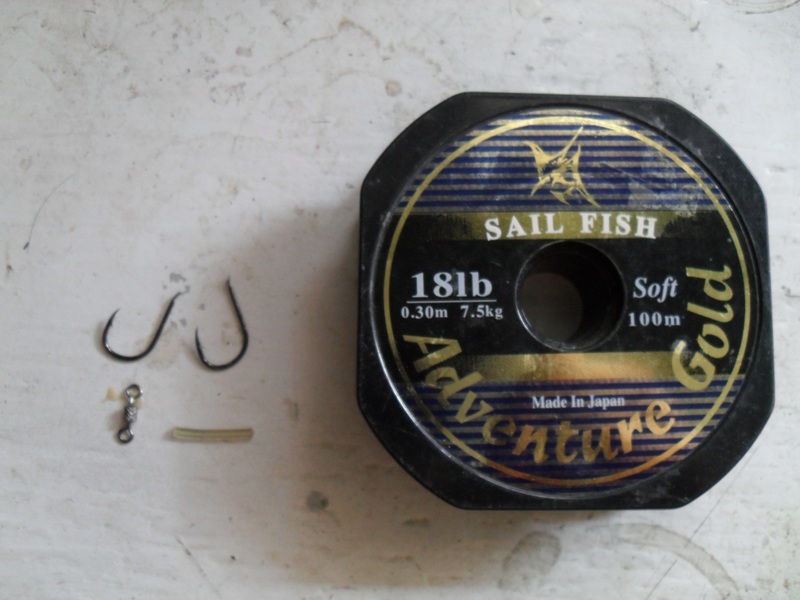 SAIL FISH
18lb
0.30m 7.5kg
Soft
100m
Made In Japan
Adventure Gold